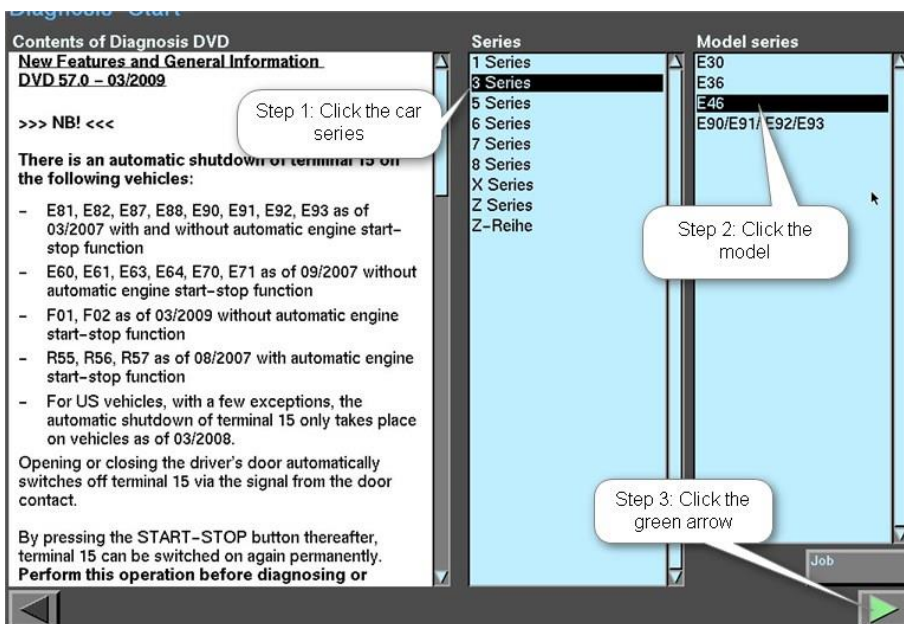 Diagnosis Start
Contents of Diagnosis DVD
New Features and General Information
DVD 57.0 – 03/2009
>>> NB! <<<
There is an automatic shutdown of terminal 15 on
the following vehicles:
– E81, E82, E87, E88, E90, E91, E92, E93 as of
03/2007 with and without automatic engine start–
stop function
– E60, E61, E63, E64, E70, E71 as of 09/2007 without
automatic engine start–stop function
– F01, F02 as of 03/2009 without automatic engine
start–stop function
– R55, R56, R57 as of 08/2007 with automatic engine
start–stop function
– For US vehicles, with a few exceptions, the
automatic shutdown of terminal 15 only takes place
on vehicles as of 03/2008.
Opening or closing the driver's door automatically
switches off terminal 15 via the signal from the door
contact.
By pressing the START–STOP button thereafter,
terminal 15 can be switched on again permanently.
Perform this operation before diagnosing or
Series
1 Series
3 Series
5 Series
6 Series
7 Series
8 Series
X Series
Z Series
Z–Reihe
Model series
E30
E36
E46
E90/E91/E92/E93
Step 1: Click the car
series
Step 2: Click the
model
Step 3: Click the
green arrow
Job